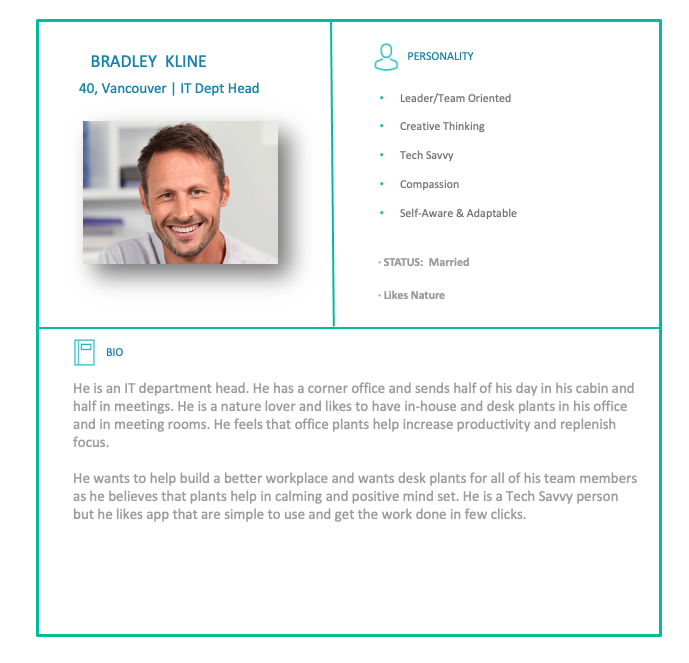 BRADLEY KLINE
40, Vancouver | IT Dept Head
PERSONALITY
• Leader/Team Oriented
• Creative Thinking
• Tech Savvy
• Compassion
• Self-Aware & Adaptable
· STATUS: Married
· Likes Nature
BIO
He is an IT department head. He has a corner office and sends half of his day in his cabin and
half in meetings. He is a nature lover and likes to have in-house and desk plants in his office
and in meeting rooms. He feels that office plants help increase productivity and replenish
focus.
He wants to help build a better workplace and wants desk plants for all of his team members
as he believes that plants help in calming and positive mind set. He is a Tech Savvy person
but he likes app that are simple to use and get the work done in few clicks.